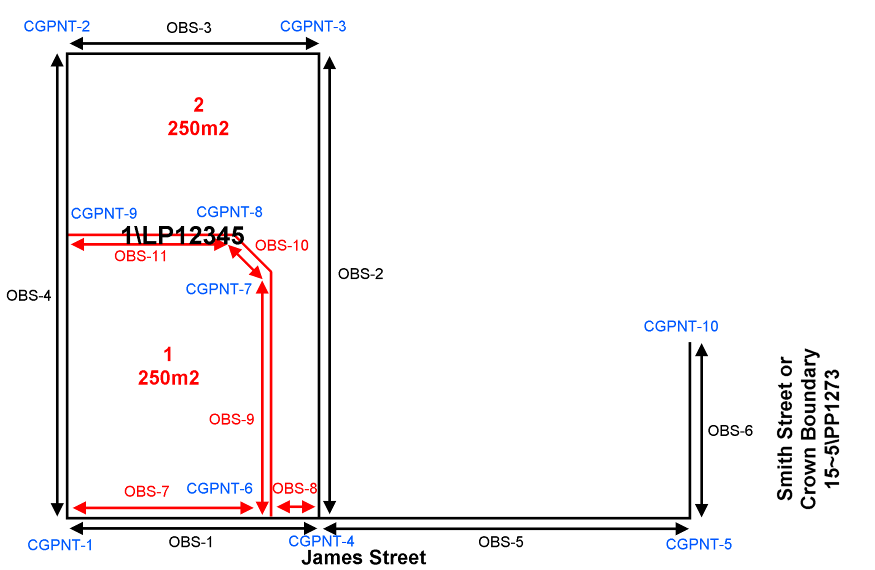 CGPNT-2
CGPNT-3
OBS-3
2
250m2
CGPNT-9
CGPNT-8
1\LP12345
OBS-10
OBS-11
OBS-2
CGPNT-7
OBS-4
CGPNT-10
1
250m2
OBS-9
OBS-6
Smith Street or
Crown Boundary
15~5\PP1273
OBS-7
CGPNT-6
OBS-8
CGPNT-1
OBS-1
CGPNT-4
OBS-5
CGPNT-5
James Street